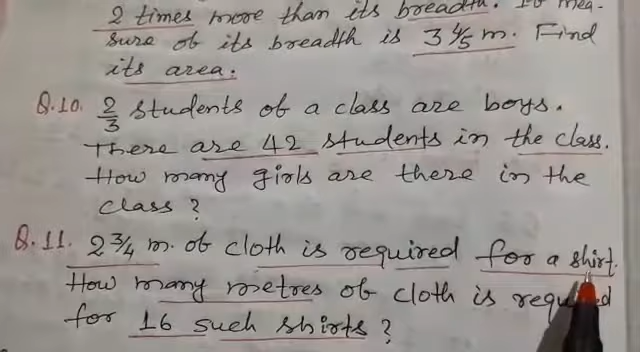 2 times more than its breadth. If mea-
sure of its breadth is 3 4/5 m. Find
its area.
Q.10. 2/3 students of a class are boys.
There are 42 students in the class.
How many girls are there in the
class ?
Q.11. 2 3/4 m. of cloth is required for a shirt.
How many metres of cloth is required
for 16 such shirts ?